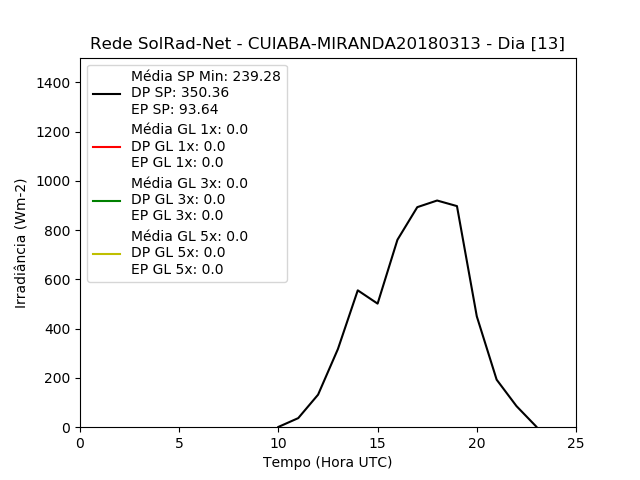 Rede SolRad-Net - CUIABA-MIRANDA20180313 - Dia [13]
Média SP Min: 239.28
DP SP: 350.36
EP SP: 93.64
Média GL 1x: 0.0
DP GL 1x: 0.0
EP GL 1x: 0.0
Média GL 3x: 0.0
DP GL 3x: 0.0
EP GL 3x: 0.0
Média GL 5x: 0.0
DP GL 5x: 0.0
EP GL 5x: 0.0
Irradiância (Wm-2)
1400
1200
1000
800
600
400
200
0
0 5 10 15 20 25
Tempo (Hora UTC)